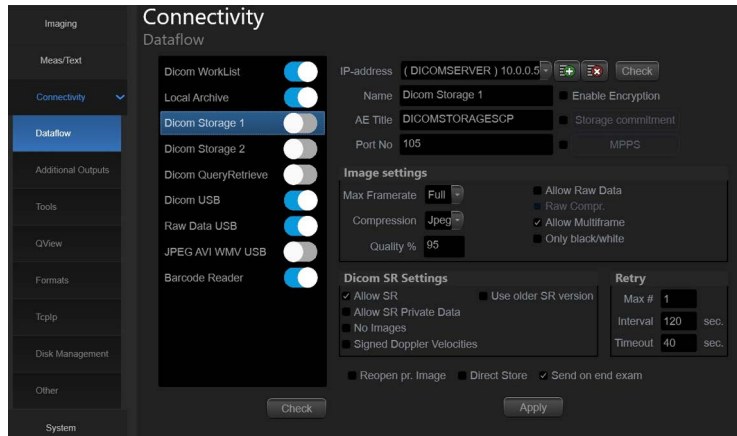 Connectivity
Dataflow
Imaging
Meas/Text
Connectivity
Dataflow
Additional Outputs
Tools
QView
Formats
TcpIp
Disk Management
Other
System
Dicom WorkList
Local Archive
Dicom Storage 1
Dicom Storage 2
Dicom QueryRetrieve
Dicom USB
Raw Data USB
JPEG AVI WMV USB
Barcode Reader
Check
IP-address ( DICOMSERVER ) 10.0.0.5 Check
Name Dicom Storage 1 Enable Encryption
AE Title DICOMSTORAGESCP Storage commitment
Port No 105 MPPS
Image settings
Max Framerate Full Allow Raw Data
Raw Compr.
Compression Jpeg Allow Multiframe
Quality % 95 Only black/white
Dicom SR Settings
Allow SR Use older SR version
Allow SR Private Data
No Images
Signed Doppler Velocities
Retry
Max # 1
Interval 120 sec.
Timeout 40 sec.
Reopen pr. Image Direct Store Send on end exam
Apply